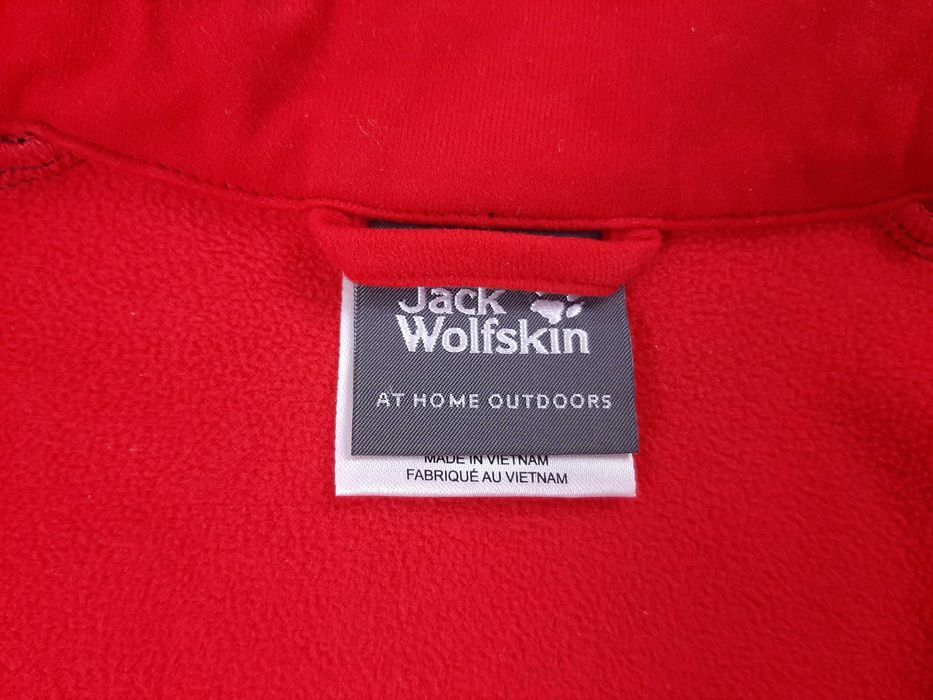 Jack
Wolfskin
AT HOME OUTDOORS
MADE IN VIETNAM
FABRIQUÉ AU VIETNAM